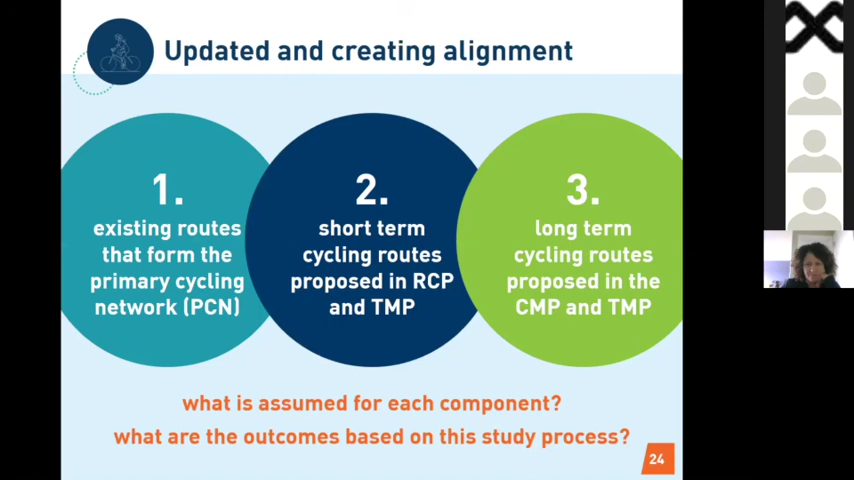 Updated and creating alignment
1.
existing routes
that form the
primary cycling
network (PCN)
2.
short term
cycling routes
proposed in RCP
and TMP
3.
long term
cycling routes
proposed in the
CMP and TMP
what is assumed for each component?
what are the outcomes based on this study process?
24